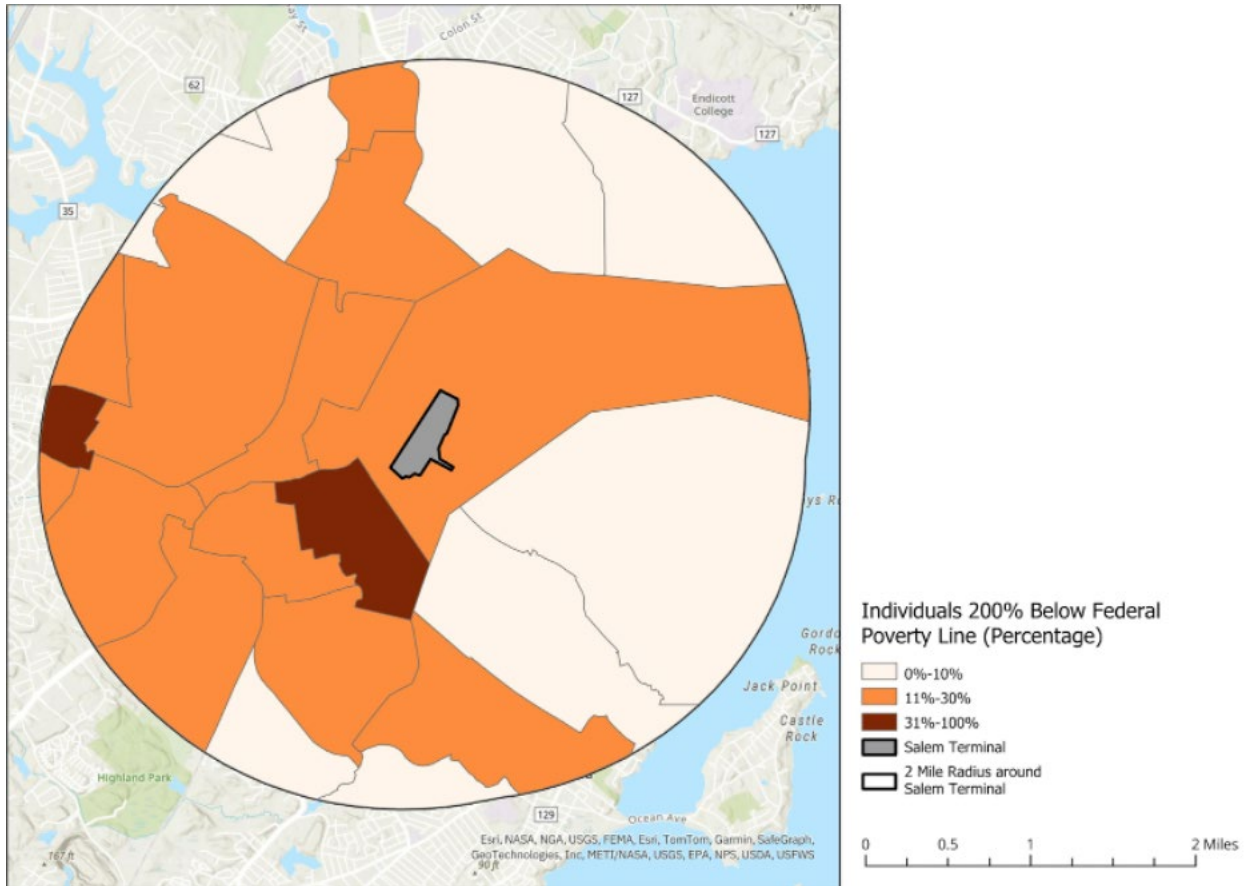 138 ft
Colon St
62
127
Endicott
College
127
35
Gordo
Rock
Jack Point
Castle
Rock
Highland Park
129
Ocean Ave
167 ft
90 ft
Esri, NASA, NGA, USGS, FEMA, Esri, TomTom, Garmin, SafeGraph,
GeoTechnologies, Inc, METI/NASA, USGS, EPA, NPS, USDA, USFWS
Individuals 200% Below Federal
Poverty Line (Percentage)
0%-10%
11%-30%
31%-100%
Salem Terminal
2 Mile Radius around
Salem Terminal
0 0.5 1 2 Miles